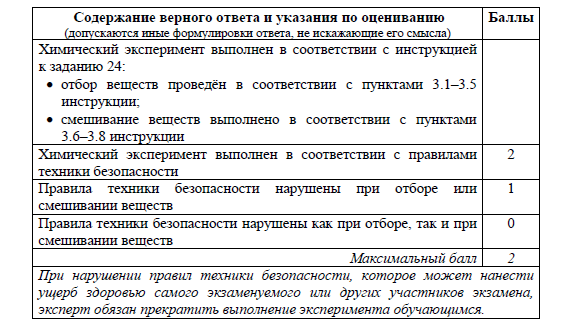 Содержание верного ответа и указания по оцениванию
(допускаются иные формулировки ответа, не искажающие его смысла)
Баллы
Химический эксперимент выполнен в соответствии с инструкцией
к заданию 24:
• отбор веществ проведён в соответствии с пунктами 3.1–3.5
инструкции;
• смешивание веществ выполнено в соответствии с пунктами
3.6–3.8 инструкции
Химический эксперимент выполнен в соответствии с правилами
техники безопасности
2
Правила техники безопасности нарушены при отборе или
смешивании веществ
1
Правила техники безопасности нарушены как при отборе, так и при
смешивании веществ
0
Максимальный балл
2
При нарушении правил техники безопасности, которое может нанести
ущерб здоровью самого экзаменуемого или других участников экзамена,
эксперт обязан прекратить выполнение эксперимента обучающимся.